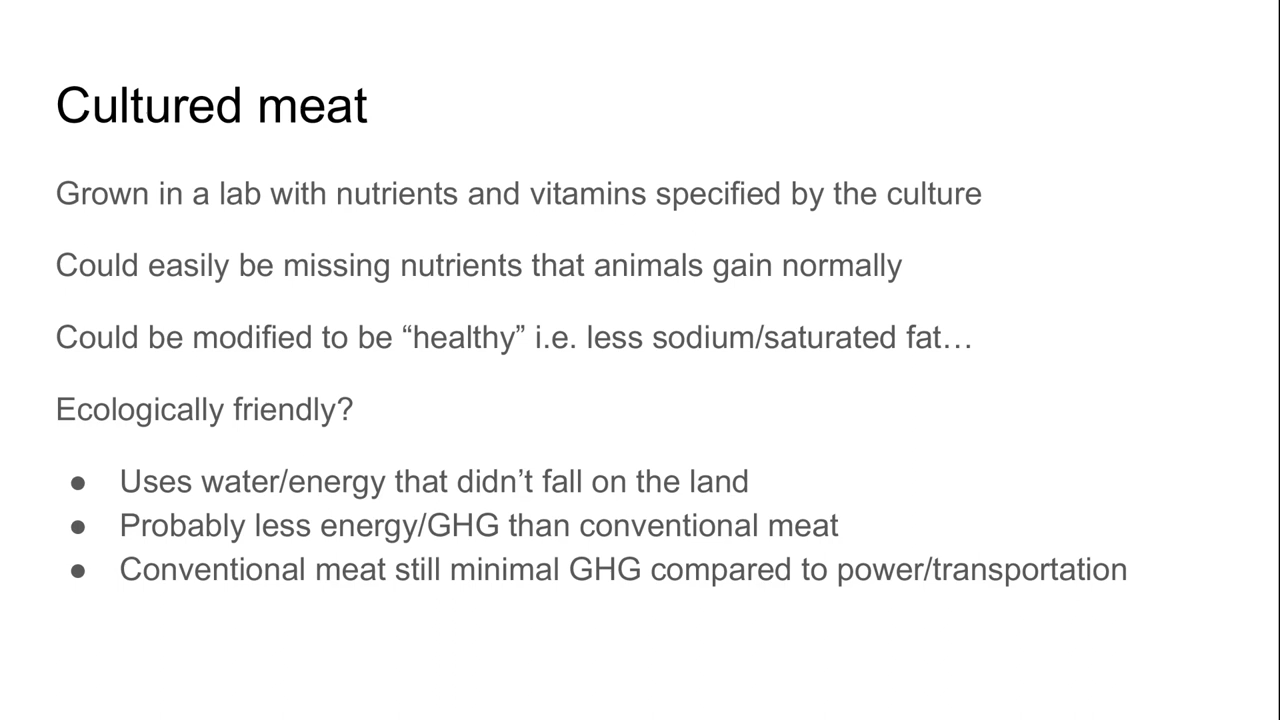 Cultured meat
Grown in a lab with nutrients and vitamins specified by the culture
Could easily be missing nutrients that animals gain normally
Could be modified to be “healthy” i.e. less sodium/saturated fat…
Ecologically friendly?
● Uses water/energy that didn’t fall on the land
● Probably less energy/GHG than conventional meat
● Conventional meat still minimal GHG compared to power/transportation